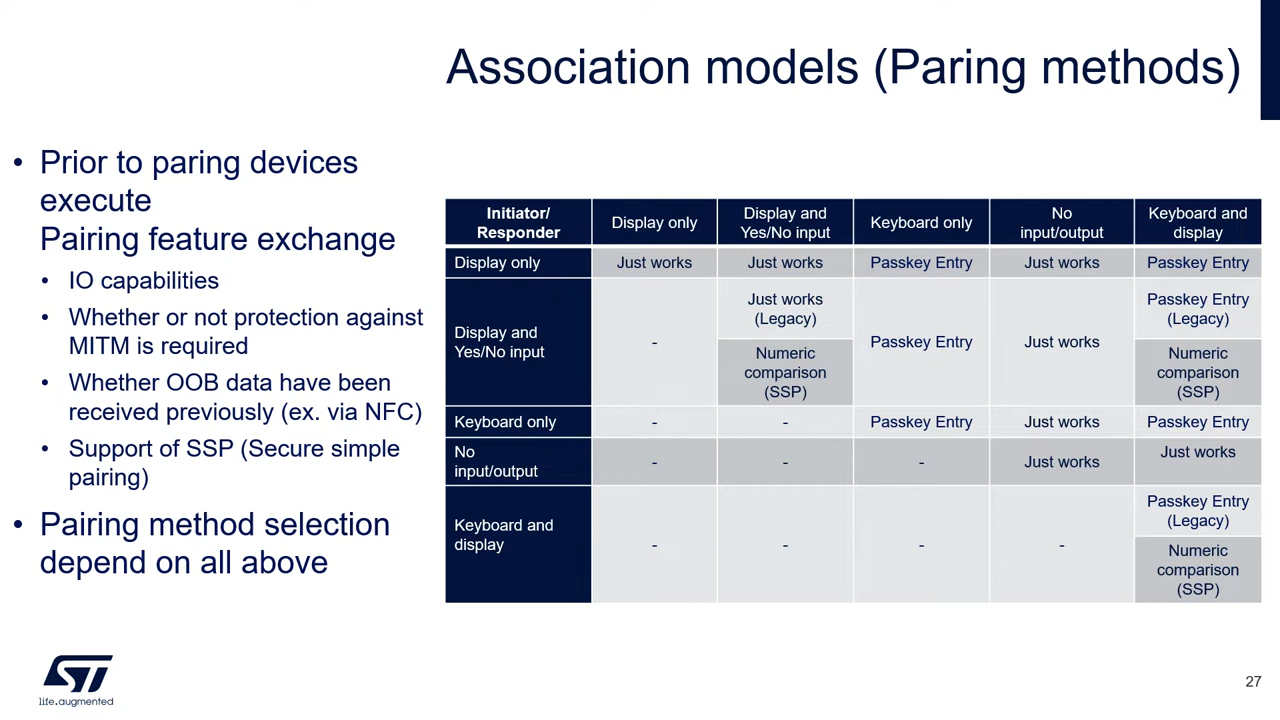 Association models (Paring methods)
• Prior to paring devices
execute
Pairing feature exchange
• IO capabilities
• Whether or not protection against
MITM is required
• Whether OOB data have been
received previously (ex. via NFC)
• Support of SSP (Secure simple
pairing)
• Pairing method selection
depend on all above
Initiator/
Responder
Display only
Display and
Yes/No input
Keyboard only
No
input/output
Keyboard and
display
Display only
Just works
Just works
Passkey Entry
Just works
Passkey Entry
Display and
Yes/No input
-
Just works
(Legacy)
Numeric
comparison
(SSP)
Passkey Entry
Just works
Passkey Entry
(Legacy)
Numeric
comparison
(SSP)
Keyboard only
-
-
Passkey Entry
Just works
Passkey Entry
No
input/output
-
-
-
Just works
Just works
Keyboard and
display
-
-
-
-
Passkey Entry
(Legacy)
Numeric
comparison
(SSP)
ST
life.augmented
27